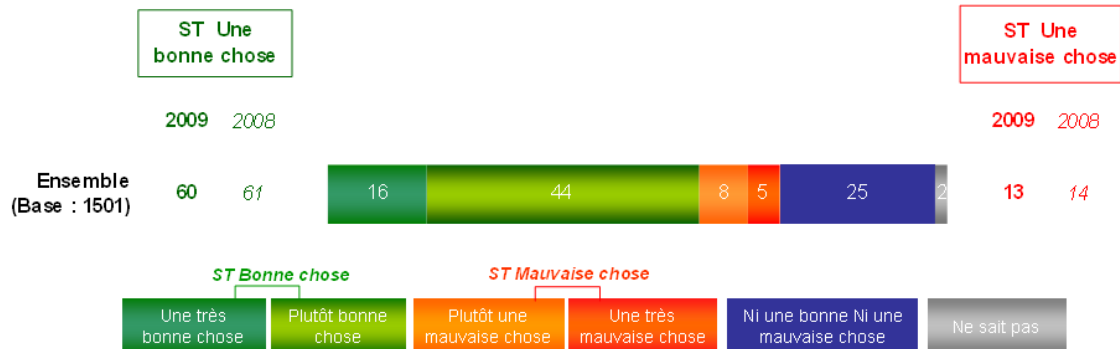 ST Une
bonne chose
ST Une
mauvaise chose
2009 2008
2009 2008
Ensemble
(Base : 1501)
60 61
16 44 8 5 25 2
13 14
ST Bonne chose
ST Mauvaise chose
Une très
bonne chose
Plutôt bonne
chose
Plutôt une
mauvaise chose
Une très
mauvaise chose
Ni une bonne Ni une
mauvaise chose
Ne sait pas